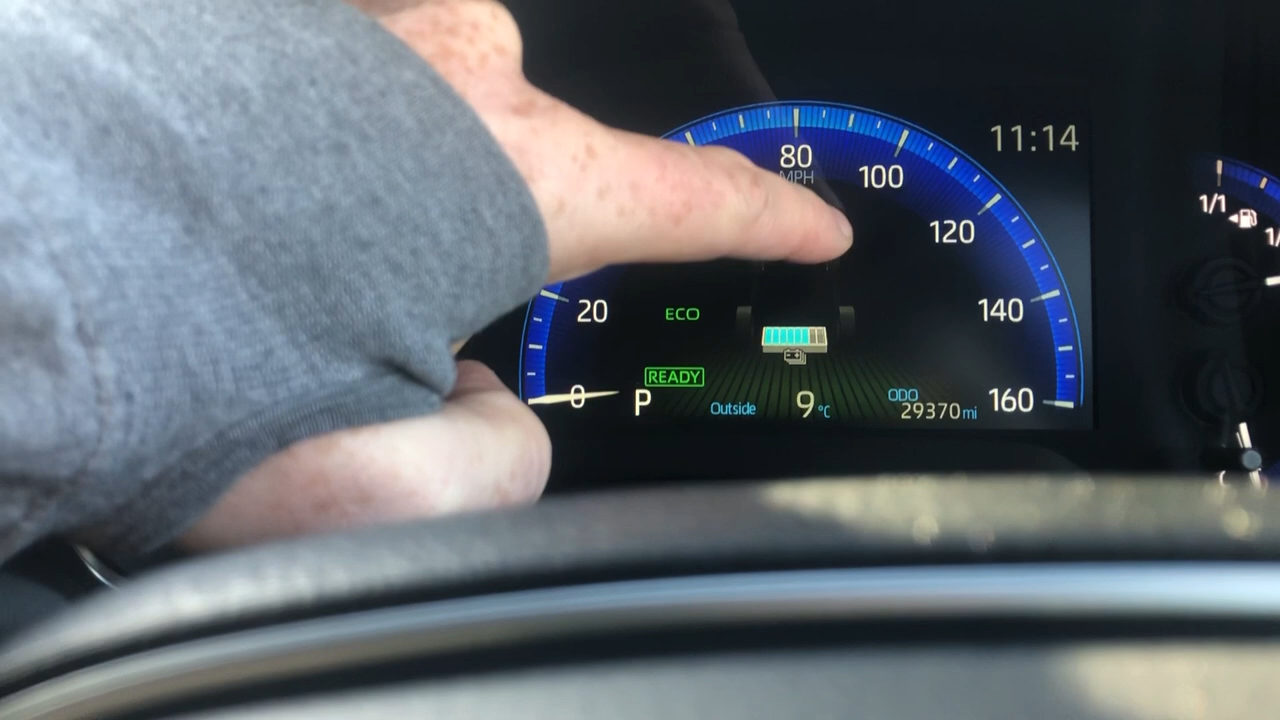 11:14
80
MPH
100
1/1
120
20
ECO
140
READY
0
P
Outside 9°C
ODO
29370 mi
160